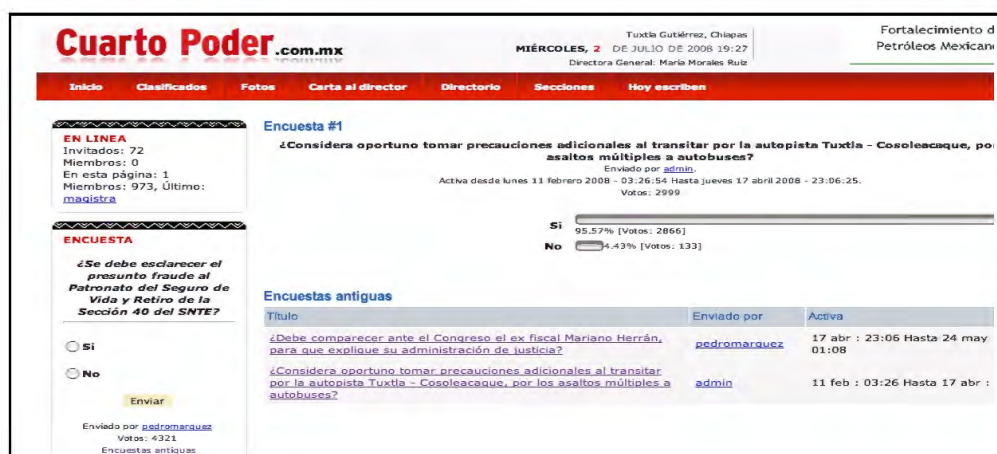 Cuarto Poder.com.mx
Tuxtla Gutiérrez, Chiapas
MIÉRCOLES, 2 DE JULIO DE 2008 19:27
Directora General: María Morales Ruiz
Fortalecimiento d
Petróleos Mexican
Inicio Clasificados Fotos Carta al director Directorio Secciones Hoy escriben
EN LINEA
Invitados: 72
Miembros: 0
En esta página: 1
Miembros: 973, Último:
magistra
ENCUESTA
¿Se debe esclarecer el
presunto fraude al
Patronato del Seguro de
Vida y Retiro de la
Sección 40 del SNTE?
Si
No
Enviar
Enviado por pedromarquez
Votos: 4321
Encuestas antiguas
Encuesta #1
¿Considera oportuno tomar precauciones adicionales al transitar por la autopista Tuxtla - Cosoleacaque, po
asaltos múltiples a autobuses?
Enviado por admin.
Activa desde lunes 11 febrero 2008 - 03:26:54 Hasta jueves 17 abril 2008 - 23:06:25.
Votos: 2999
Si
95.57% [Votos: 2866]
No 4.43% [Votos: 133]
Encuestas antiguas
Título Enviado por Activa
¿Debe comparecer ante el Congreso el ex fiscal Mariano Herrán,
para que explique su administración de justicia?
pedromarquez
17 abr : 23:06 Hasta 24 may
01:08
¿Considera oportuno tomar precauciones adicionales al transitar
por la autopista Tuxtla - Cosoleacaque, por los asaltos múltiples a
autobuses?
admin
11 feb : 03:26 Hasta 17 abr :